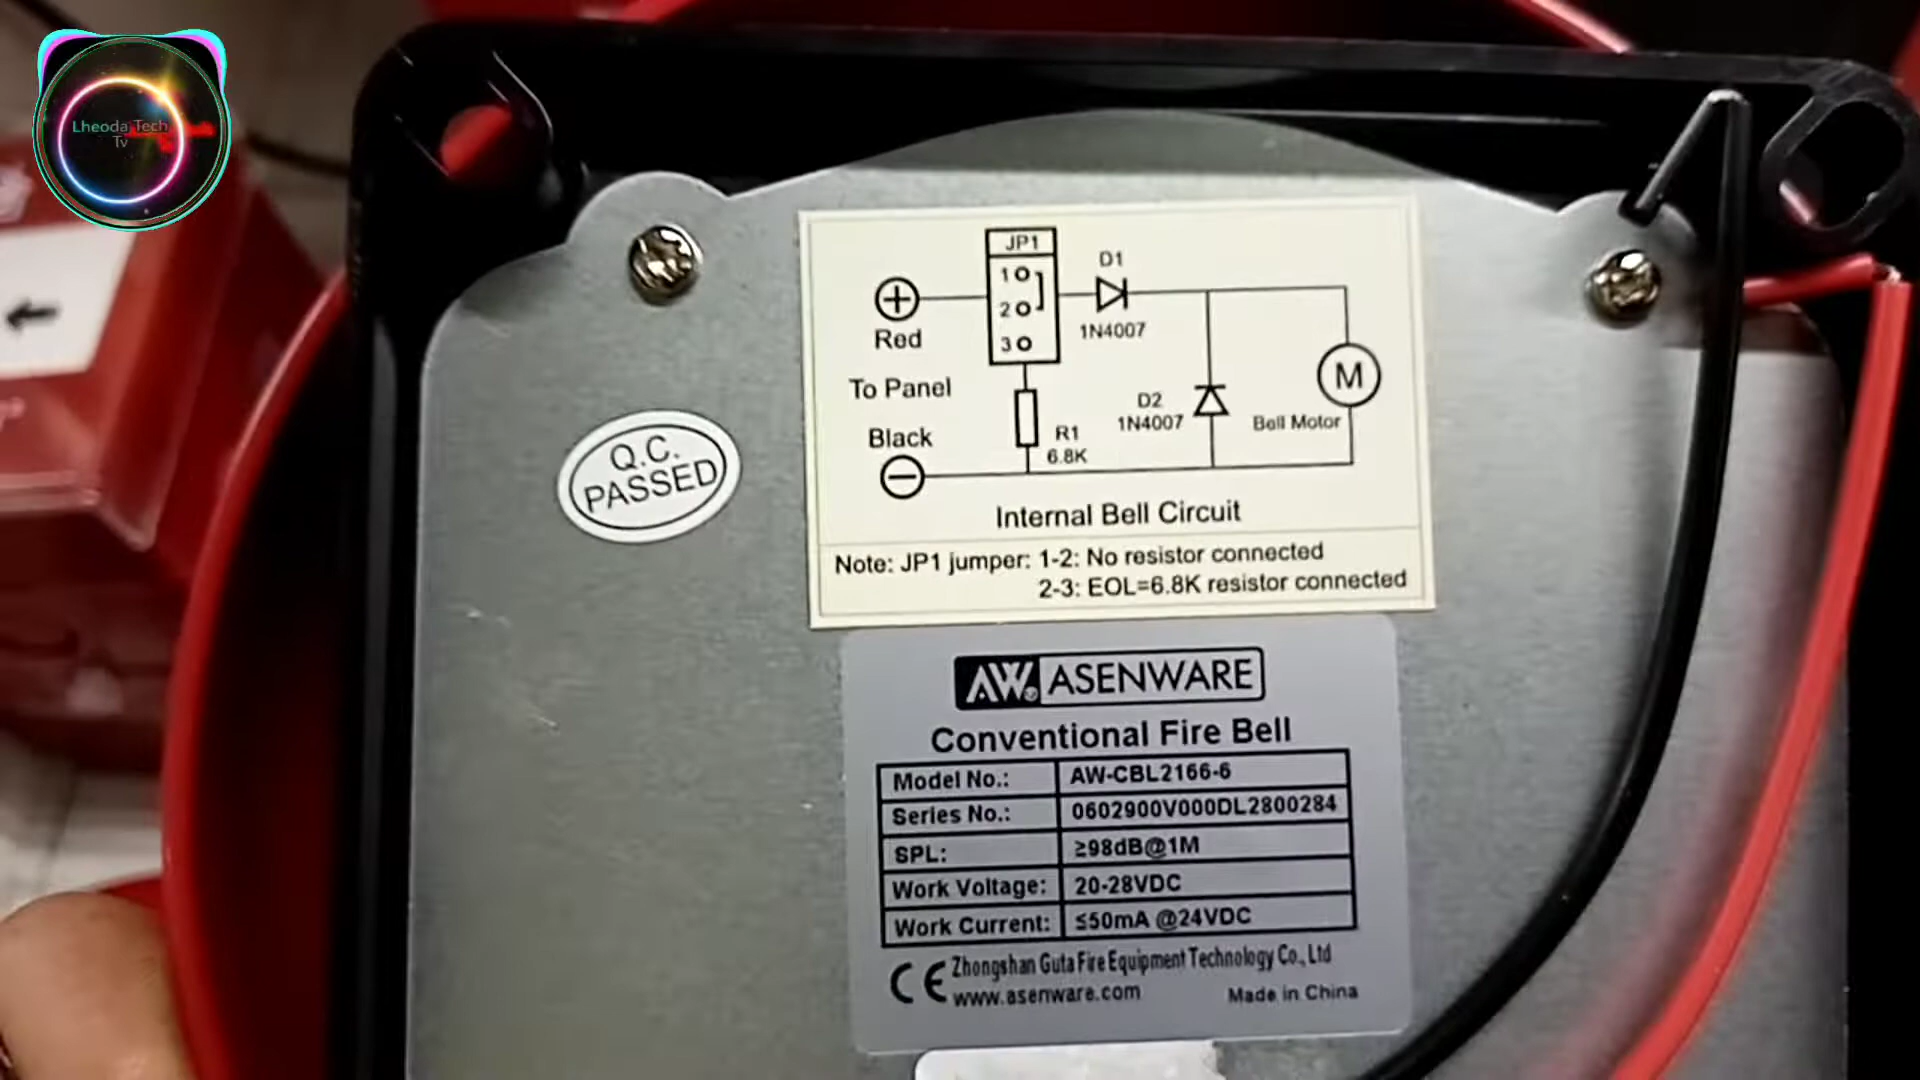 Lheoda Tech
Tv
JP1
1
2
3
D1
1N4007
Red
To Panel
Black
R1
6.8K
D2
1N4007
M
Bell Motor
Internal Bell Circuit
Note: JP1 jumper: 1-2: No resistor connected
2-3: EOL=6.8K resistor connected
Q.C.
PASSED
AW ASENWARE
Conventional Fire Bell
Model No.: AW-CBL2166-6
Series No.: 0602900V000DL2800284
SPL: ≥98dB@1M
Work Voltage: 20-28VDC
Work Current: ≤50mA @24VDC
CE Zhongshan Guta Fire Equipment Technology Co., Ltd
www.asenware.com Made in China